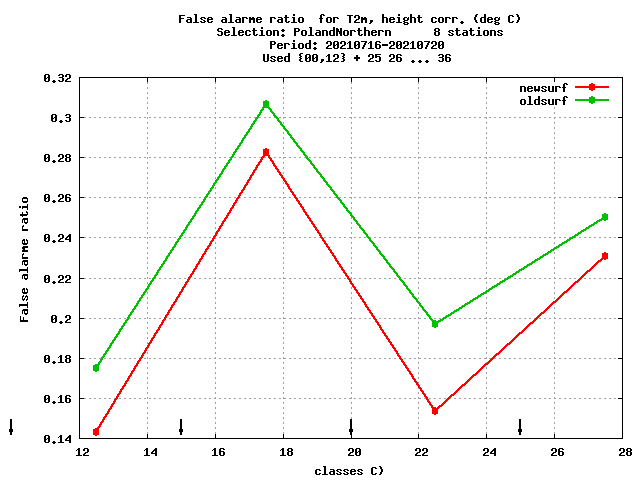 False alarme ratio  for T2m, height corr. (deg C)
Selection: PolandNorthern      8 stations
Period: 20210716-20210720
Used {00,12} + 25 26 ... 36
newsurf
oldsurf
False alarme ratio
0.32
0.3
0.28
0.26
0.24
0.22
0.2
0.18
0.16
0.14
12 14 16 18 20 22 24 26 28
classes C)